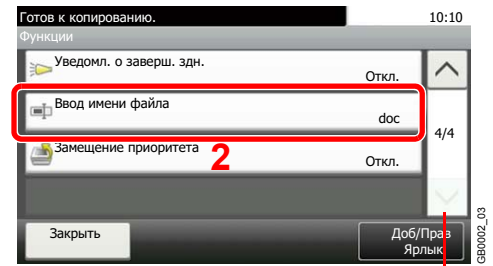 Готов к копированию.
10:10
Функции
Уведомл. о заверш. здн.
Откл.
Ввод имени файла
doc
4/4
Замещение приоритета
2
Откл.
Закрыть
Доб/Прав
Ярлык
GB0002_03